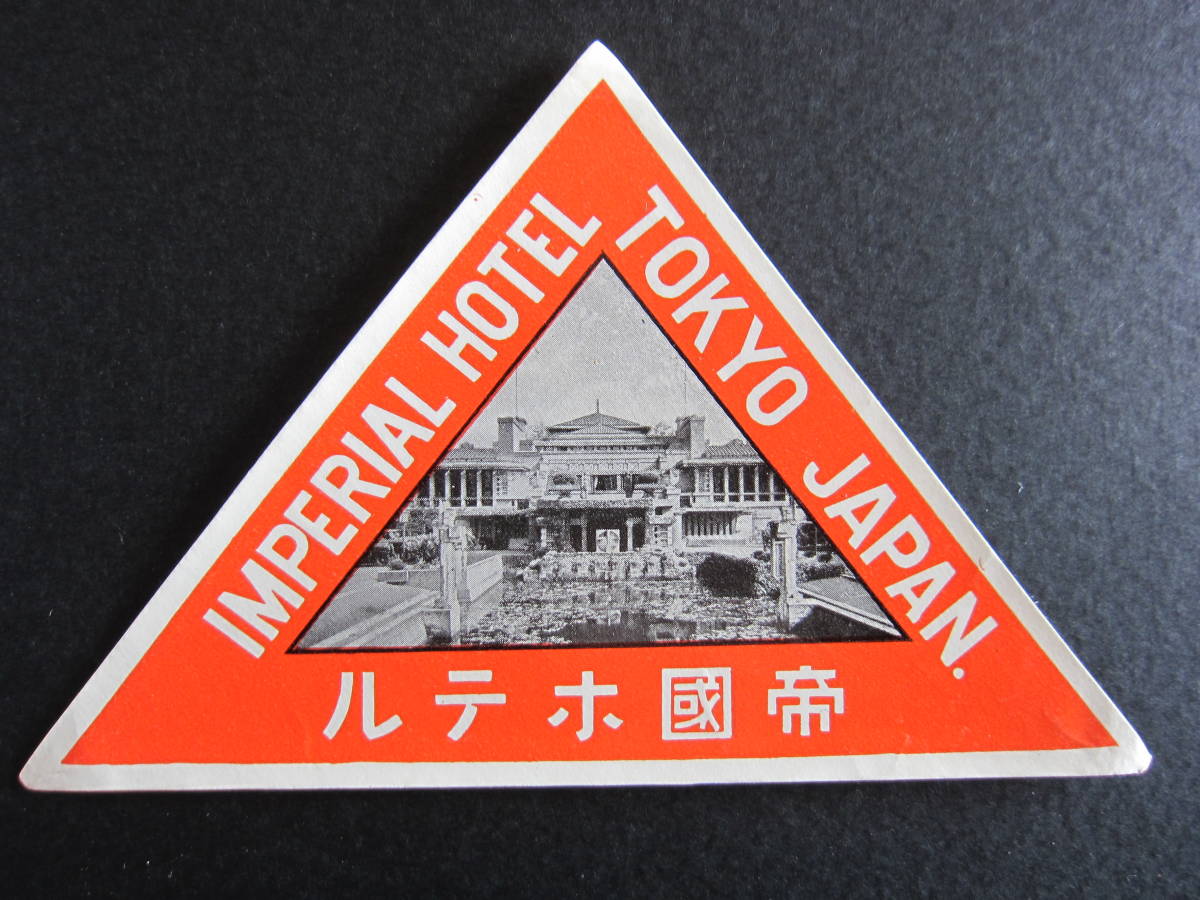 IMPERIAL HOTEL
TOKYO JAPAN.
帝國ホテル